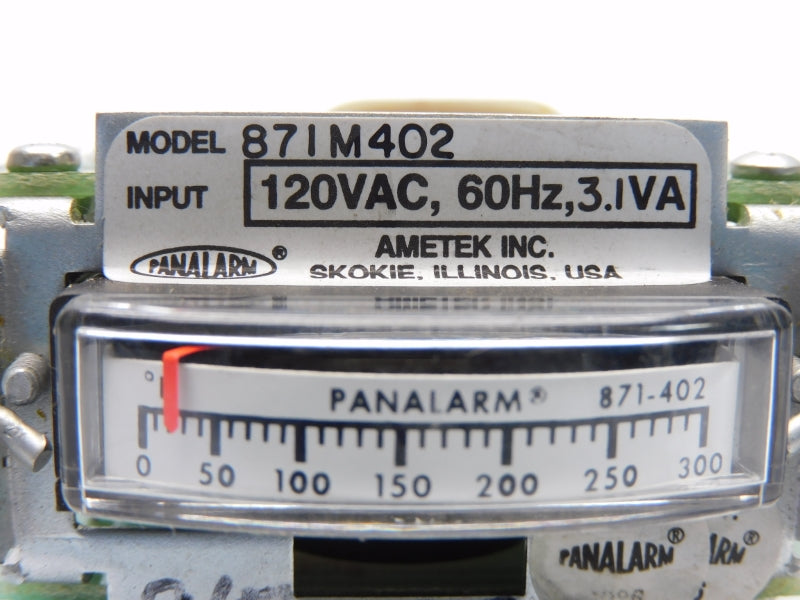 MODEL 871M402
INPUT 120VAC, 60Hz, 3.1VA
PANALARM® AMETEK INC.
SKOKIE, ILLINOIS, USA
PANALARM® 871-402
0 50 100 150 200 250 300
PANALARM®